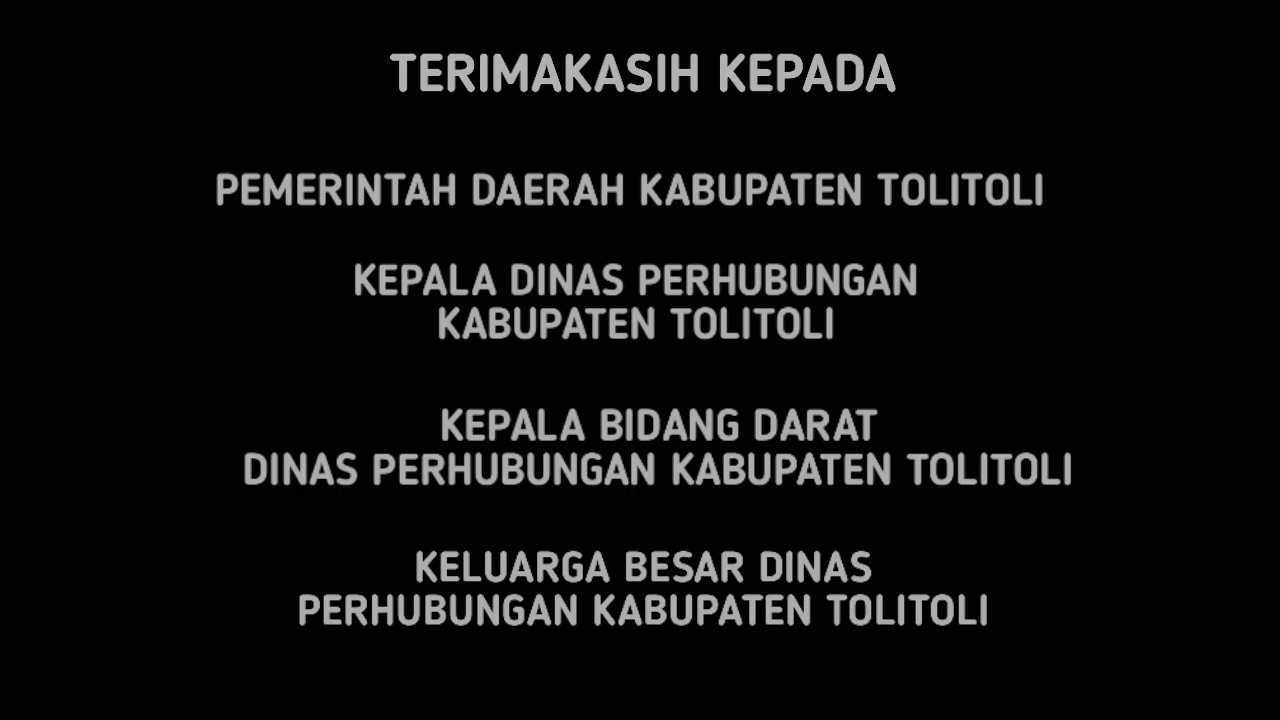 TERIMAKASIH KEPADA
PEMERINTAH DAERAH KABUPATEN TOLITOLI
KEPALA DINAS PERHUBUNGAN
KABUPATEN TOLITOLI
KEPALA BIDANG DARAT
DINAS PERHUBUNGAN KABUPATEN TOLITOLI
KELUARGA BESAR DINAS
PERHUBUNGAN KABUPATEN TOLITOLI